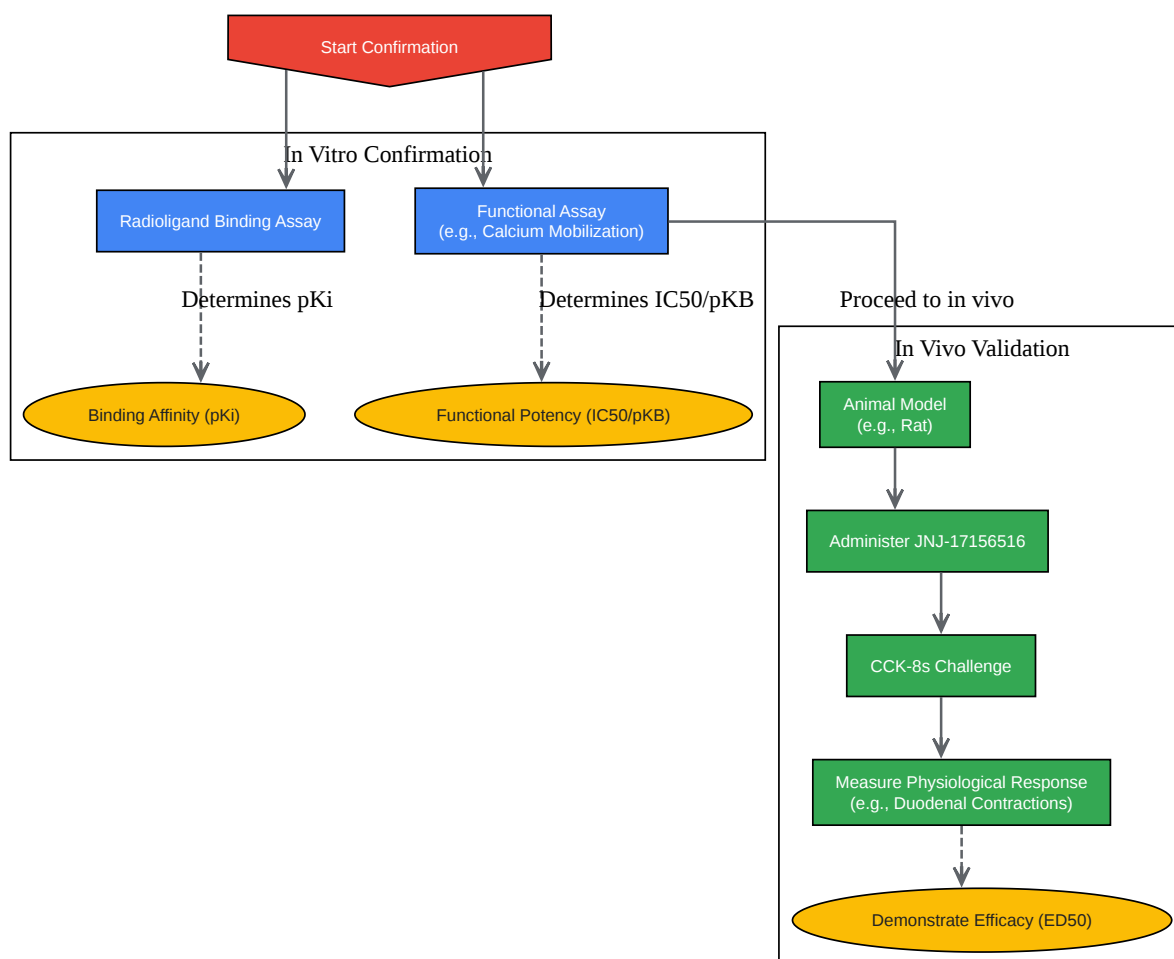 Start Confirmation
In Vitro Confirmation
Radioligand Binding Assay
Functional Assay
(e.g., Calcium Mobilization)
Determines pKi
Determines IC50/pKB
Proceed to in vivo
In Vivo Validation
Binding Affinity (pKi)
Functional Potency (IC50/pKB)
Animal Model
(e.g., Rat)
Administer JNJ-17156516
CCK-8s Challenge
Measure Physiological Response
(e.g., Duodenal Contractions)
Demonstrate Efficacy (ED50)